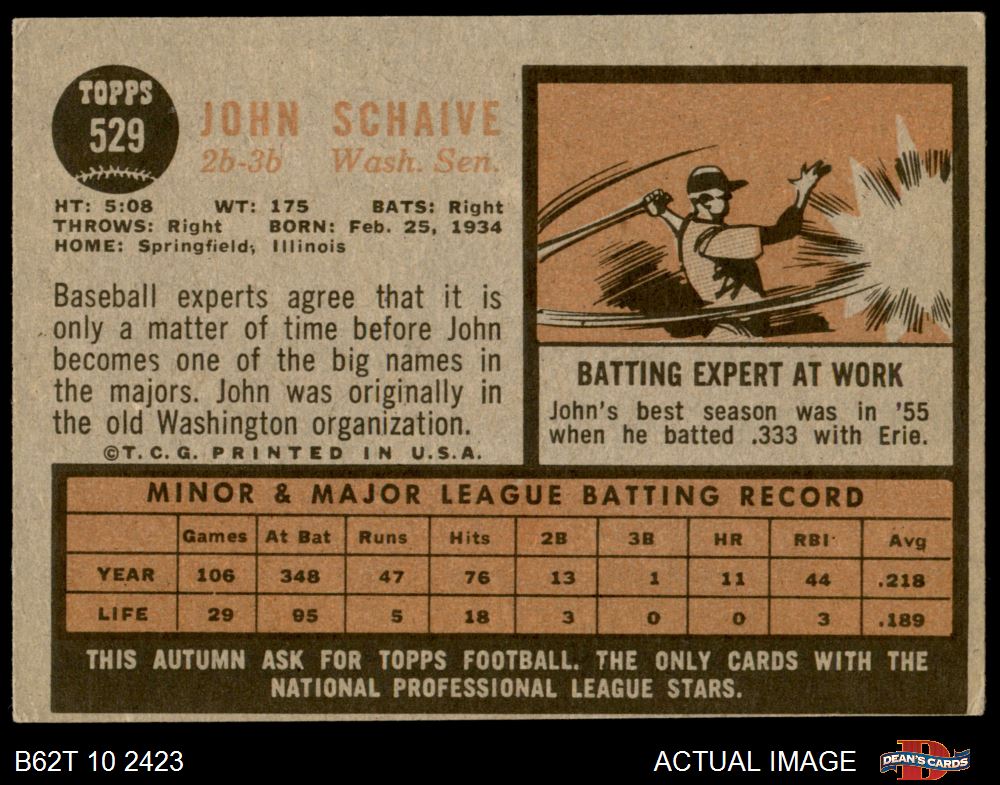 TOPPS
529
JOHN SCHAIVE
2b-3b Wash. Sen.
HT: 5:08 WT: 175 BATS: Right
THROWS: Right BORN: Feb. 25, 1934
HOME: Springfield, Illinois
Baseball experts agree that it is
only a matter of time before John
becomes one of the big names in
the majors. John was originally in
the old Washington organization.
©T.C.G. PRINTED IN U.S.A.
BATTING EXPERT AT WORK
John's best season was in '55
when he batted .333 with Erie.
MINOR & MAJOR LEAGUE BATTING RECORD
Games At Bat Runs Hits 2B 3B HR RBI Avg
YEAR 106 348 47 76 13 1 11 44 .218
LIFE 29 95 5 18 3 0 0 3 .189
THIS AUTUMN ASK FOR TOPPS FOOTBALL. THE ONLY CARDS WITH THE
NATIONAL PROFESSIONAL LEAGUE STARS.
B62T 10 2423 ACTUAL IMAGE D DEAN'S CARDS